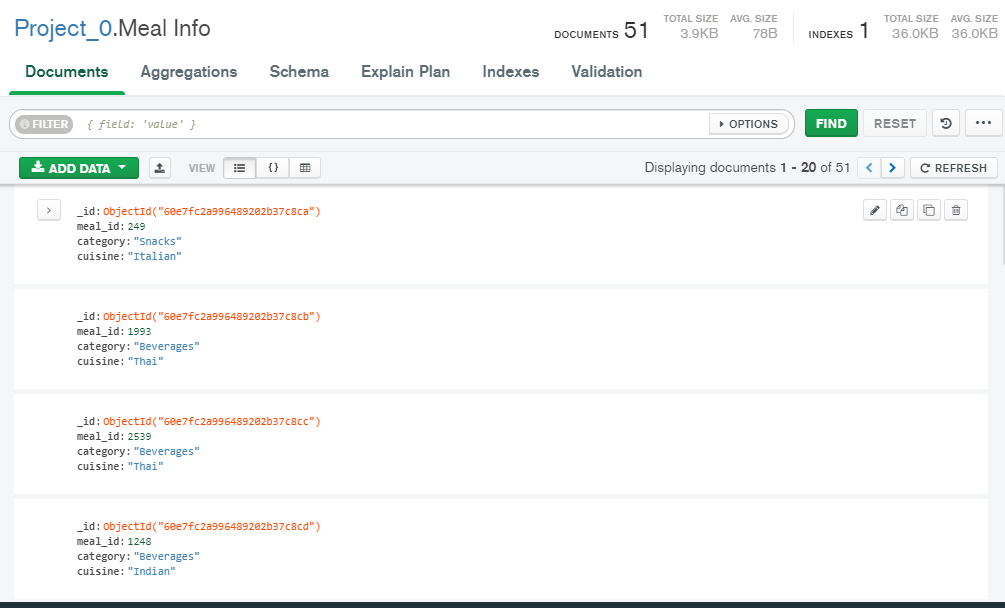 Project_0.Meal Info
DOCUMENTS 51 TOTAL SIZE 3.9KB AVG. SIZE 78B INDEXES 1 TOTAL SIZE 36.0KB AVG. SIZE 36.0KB
Documents Aggregations Schema Explain Plan Indexes Validation
FILTER { field: 'value' } OPTIONS FIND RESET ...
ADD DATA VIEW {} Displaying documents 1 - 20 of 51 < > REFRESH
_id: ObjectId("60e7fc2a996489202b37c8ca")
meal_id: 249
category: "Snacks"
cuisine: "Italian"
_id: ObjectId("60e7fc2a996489202b37c8cb")
meal_id: 1993
category: "Beverages"
cuisine: "Thai"
_id: ObjectId("60e7fc2a996489202b37c8cc")
meal_id: 2539
category: "Beverages"
cuisine: "Thai"
_id: ObjectId("60e7fc2a996489202b37c8cd")
meal_id: 1248
category: "Beverages"
cuisine: "Indian"